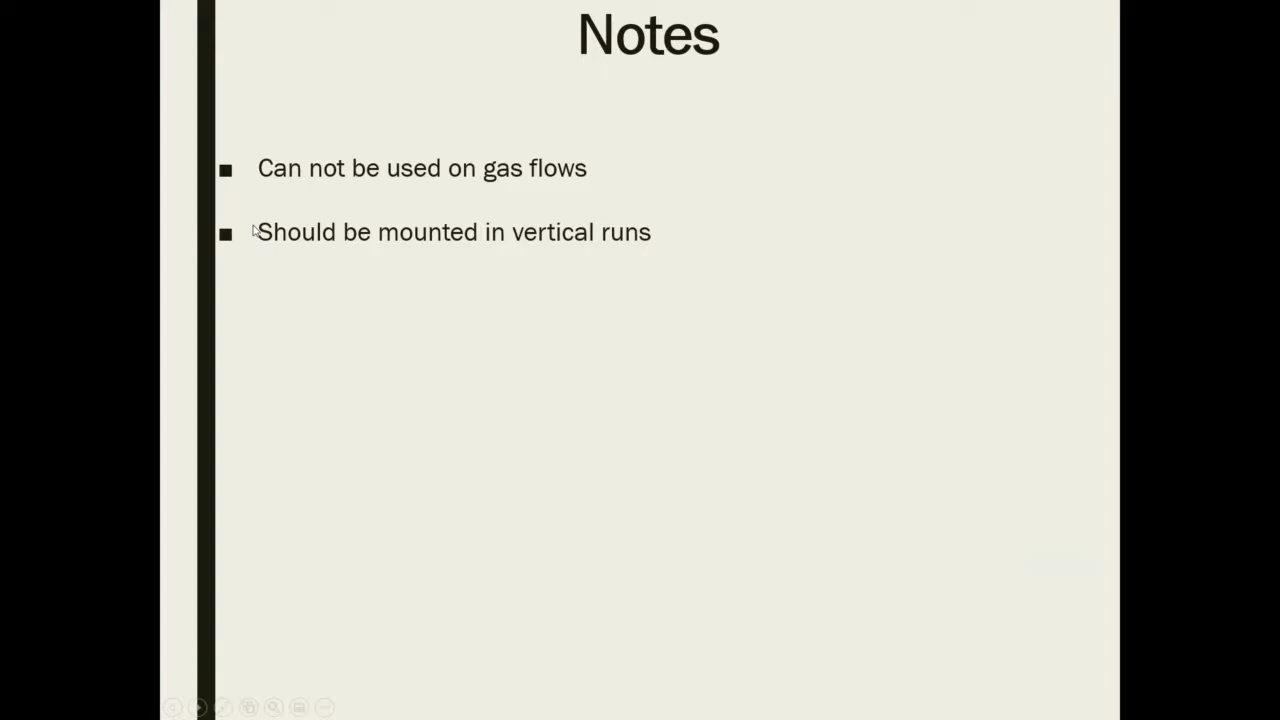 Notes
■ Can not be used on gas flows
■ Should be mounted in vertical runs